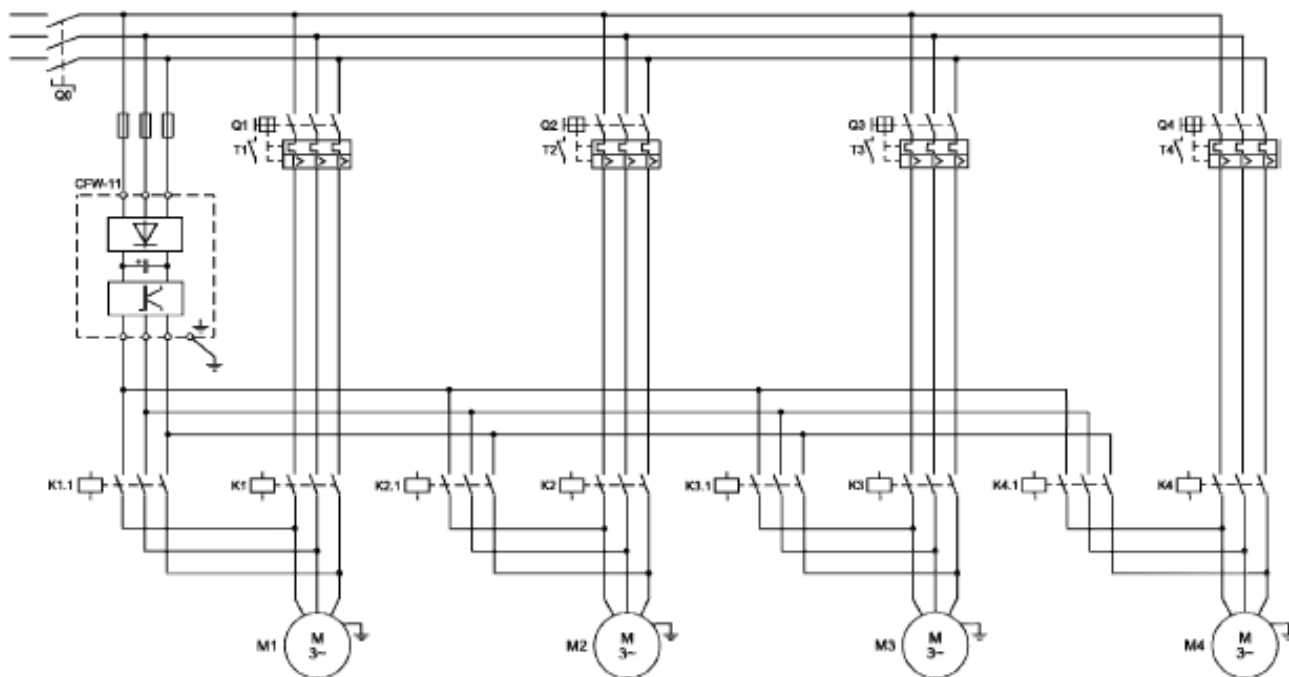 Q0
Q1
Q2
Q3
Q4
T1
T2
T3
T4
CFW-11
+
K1.1
K1
K2.1
K2
K3.1
K3
K4.1
K4
M1
M
3~
M2
M
3~
M3
M
3~
M4
M
3~